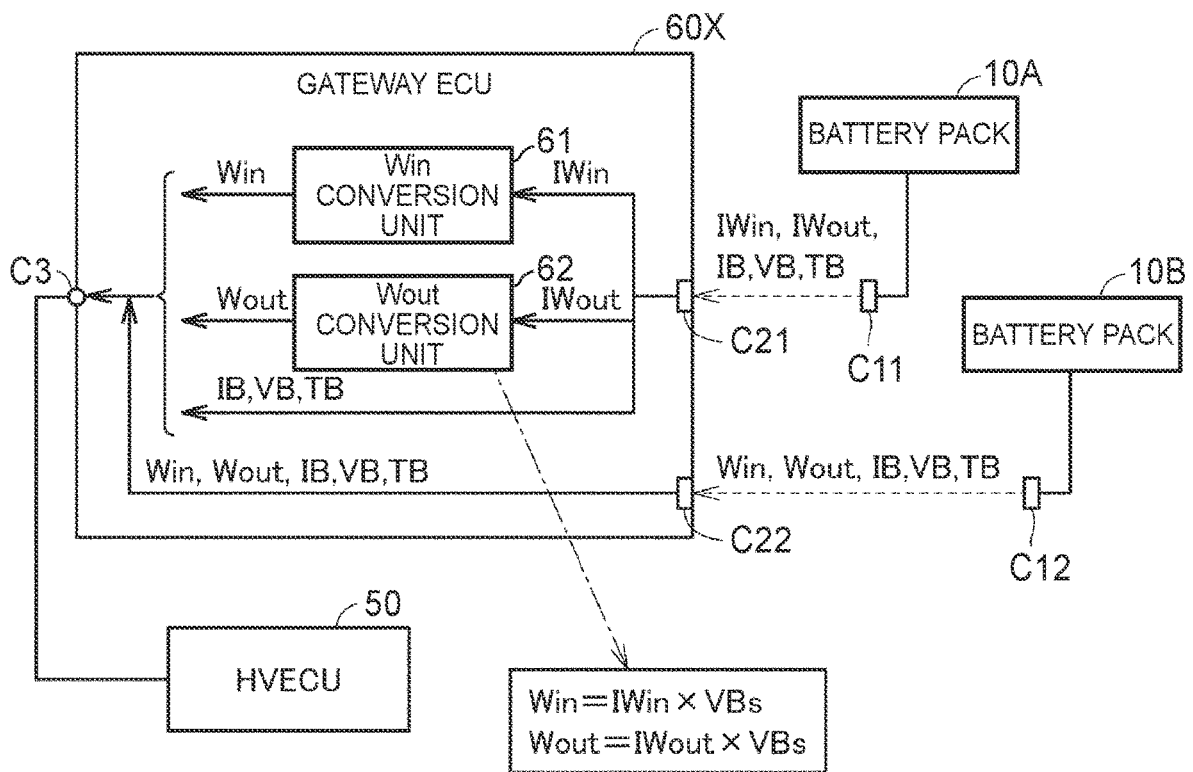 60X
GATEWAY ECU
10A
BATTERY PACK
61
Win
Win
CONVERSION
UNIT
IWin
IWin, IWout,
IB,VB,TB
C3
62
Wout
Wout
CONVERSION
UNIT
IWout
10B
BATTERY PACK
C21
C11
IB,VB,TB
Win, Wout, IB,VB,TB
Win, Wout, IB,VB,TB
C22
C12
50
HVECU
Win=IWin×VBs
Wout=IWout×VBs